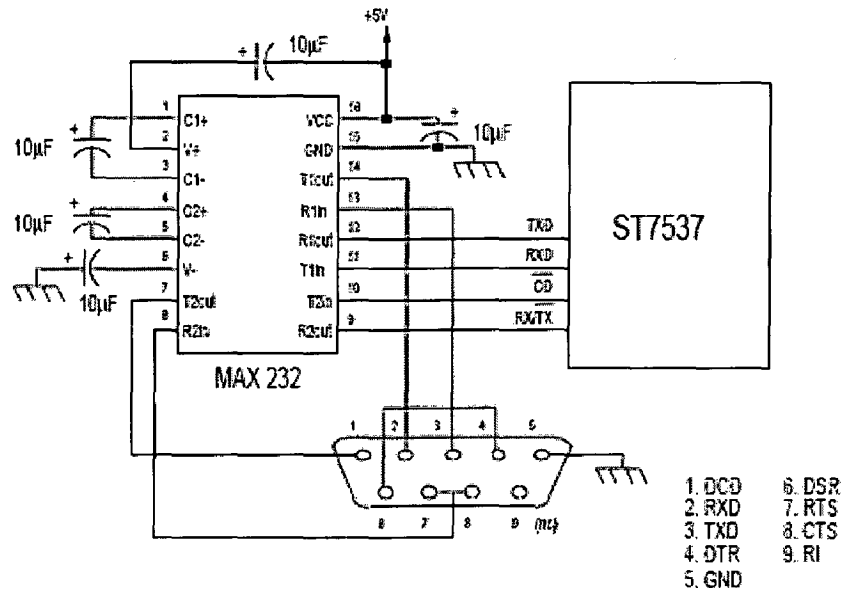 +5V
+ 10µF
1 C1+ VCC 16
2 V+ GND 15
+ 10µF
+ 10µF
3 C1- T1out 14
4 C2+ R1in 13
+ 10µF
5 C2- R1out 12 TXD
6 V- T1in 11 RXD
+ 10µF
7 T2out T2in 10 CD
8 R2in R2out 9 RX/TX
ST7537
MAX 232
1 2 3 4 5
6 7 8 9 (nc)
1. DCD 6. DSR
2. RXD 7. RTS
3. TXD 8. CTS
4. DTR 9. RI
5. GND